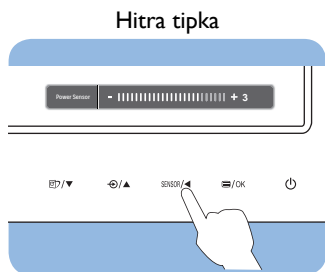 Hitra tipka
Power Sensor - + 3
/▼ /▲ SENSOR/◄ /OK